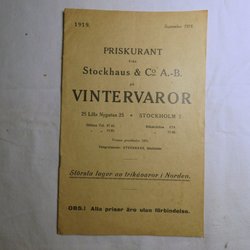 1919. September 1919.
PRISKURANT
från
Stockhaus & Co. A.-B.
på
VINTERVAROR
25 Lilla Nygatan 25 • STOCKHOLM 2
Största lager av trikåvaror i Norden.
OBS.! Alla priser äro utan förbindelse.